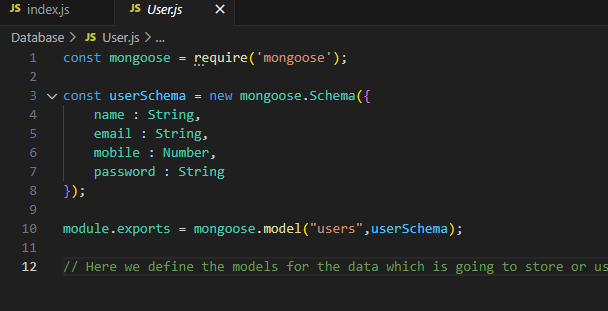 JS index.js JS User.js ×
Database > JS User.js > ...
1 const mongoose = require('mongoose');
2
3 const userSchema = new mongoose.Schema({
4 name : String,
5 email : String,
6 mobile : Number,
7 password : String
8 });
9
10 module.exports = mongoose.model("users",userSchema);
11
12 // Here we define the models for the data which is going to store or us